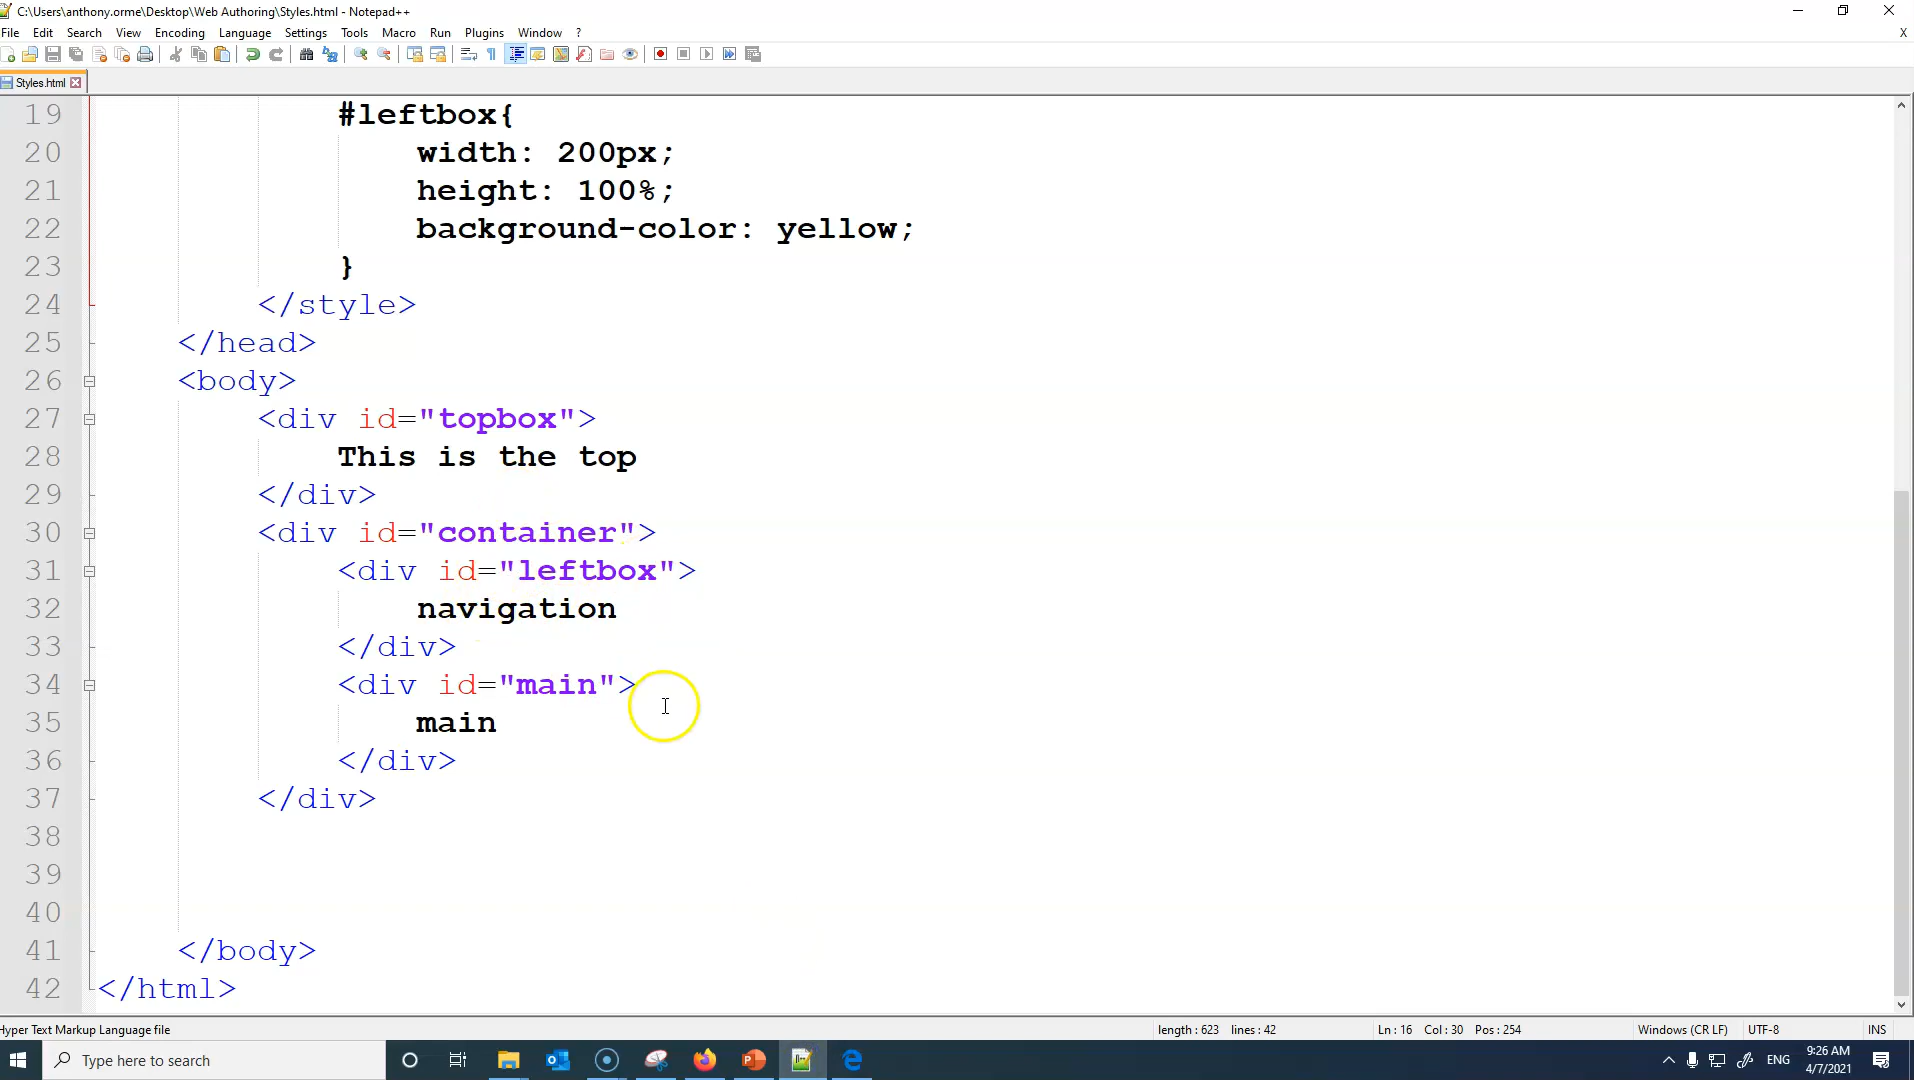 C:\Users\anthony.orme\Desktop\Web Authoring\Styles.html - Notepad++
File Edit Search View Encoding Language Settings Tools Macro Run Plugins Window ? X
Styles.html
19 #leftbox{
20 width: 200px;
21 height: 100%;
22 background-color: yellow;
23 }
24 </style>
25 </head>
26 <body>
27 <div id="topbox">
28 This is the top
29 </div>
30 <div id="container">
31 <div id="leftbox">
32 navigation
33 </div>
34 <div id="main">
35 main
36 </div>
37 </div>
38
39
40
41 </body>
42 </html>
Hyper Text Markup Language file length : 623 lines : 42 Ln : 16 Col : 30 Pos : 254 Windows (CR LF) UTF-8 INS
Type here to search ENG 9:26 AM
4/7/2021